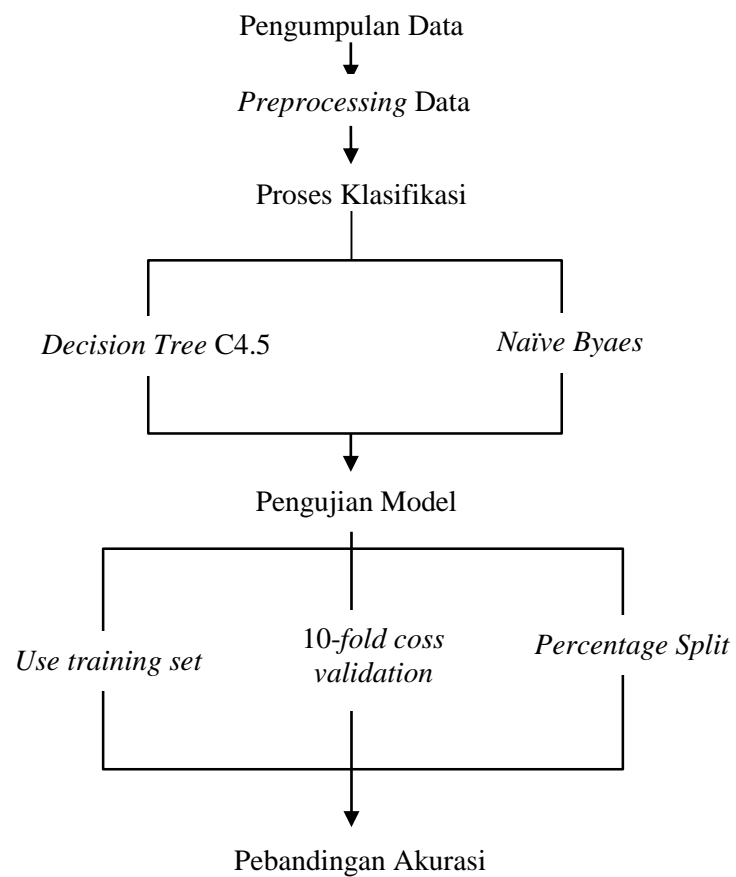 Pengumpulan Data
Preprocessing Data
Proses Klasifikasi
Decision Tree C4.5
Naïve Byaes
Pengujian Model
Use training set
10-fold coss
validation
Percentage Split
Pebandingan Akurasi